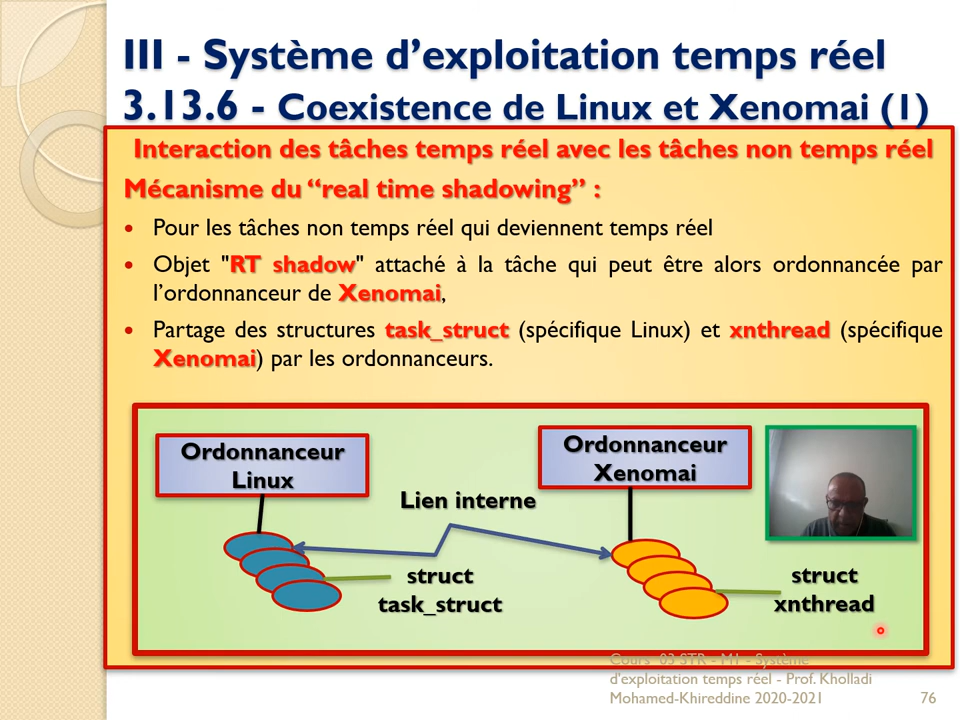 III - Système d’exploitation temps réel
3.13.6 - Coexistence de Linux et Xenomai (1)
Interaction des tâches temps réel avec les tâches non temps réel
Mécanisme du “real time shadowing” :
• Pour les tâches non temps réel qui deviennent temps réel
• Objet "RT shadow" attaché à la tâche qui peut être alors ordonnancée par
l’ordonnanceur de Xenomai,
• Partage des structures task_struct (spécifique Linux) et xnthread (spécifique
Xenomai) par les ordonnanceurs.
Ordonnanceur
Linux
Ordonnanceur
Xenomai
Lien interne
struct
task_struct
struct
xnthread
Cours 03 STR - M1 - Système
d'exploitation temps réel - Prof. Kholladi
Mohamed-Khireddine 2020-2021
76